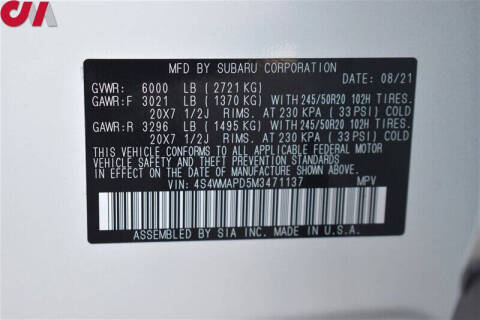 CIA
MFD BY SUBARU CORPORATION
DATE: 08/21
GVWR: 6000 LB (2721 KG)
GAWR:F 3021 LB (1370 KG) WITH 245/50R20 102H TIRES.
20X7 1/2J RIMS. AT 230 KPA (33 PSI) COLD
GAWR:R 3296 LB (1495 KG) WITH 245/50R20 102H TIRES.
20X7 1/2J RIMS. AT 230 KPA (33 PSI) COLD
THIS VEHICLE CONFORMS TO ALL APPLICABLE FEDERAL MOTOR
VEHICLE SAFETY AND THEFT PREVENTION STANDARDS IN
EFFECT ON THE DATE OF MANUFACTURE SHOWN ABOVE.
VIN: 4S4WMAPD5M3471137 MPV
ASSEMBLED BY SIA INC. MADE IN U.S.A.